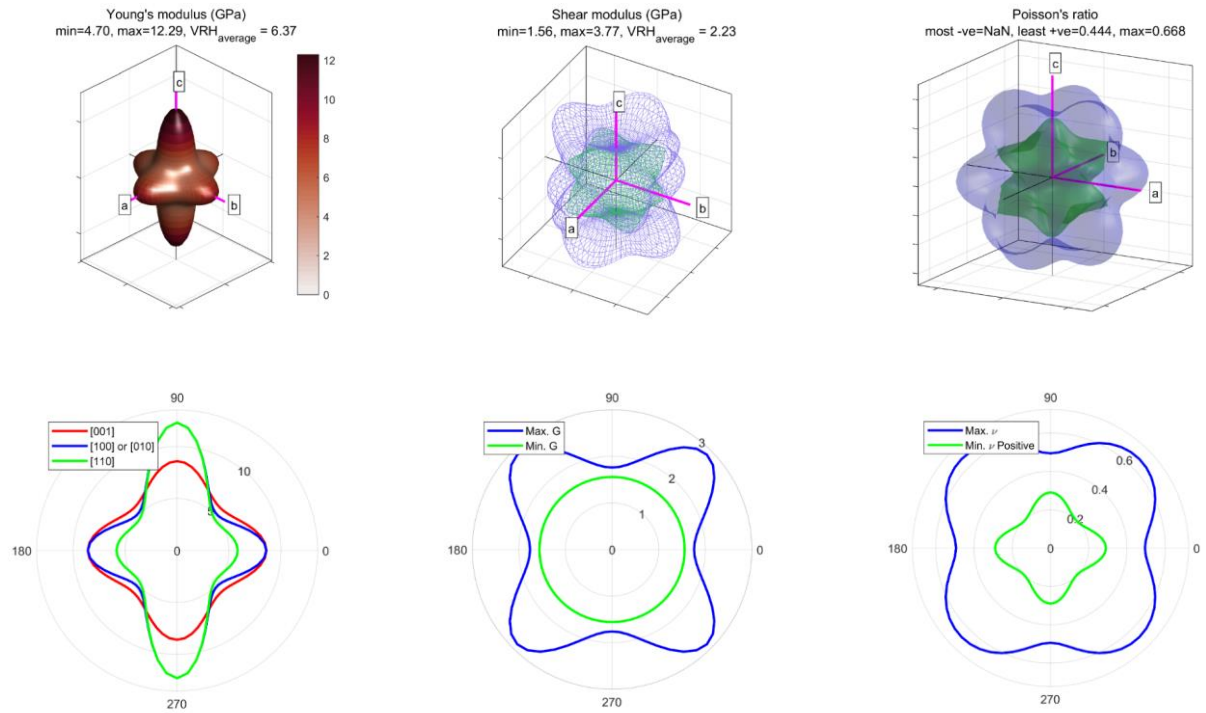 Young's modulus (GPa)
min=4.70, max=12.29, VRH average = 6.37
c
a
b
12
10
8
6
4
2
0
Shear modulus (GPa)
min=1.56, max=3.77, VRH average = 2.23
c
a
b
Poisson's ratio
most -ve=NaN, least +ve=0.444, max=0.668
c
b
a
90
[001]
[100] or [010]
[110]
10
5
180
0
0
270
90
Max. G
Min. G
3
2
1
180
0
0
270
90
Max. ν
Min. ν Positive
0.6
0.4
0.2
180
0
0
270